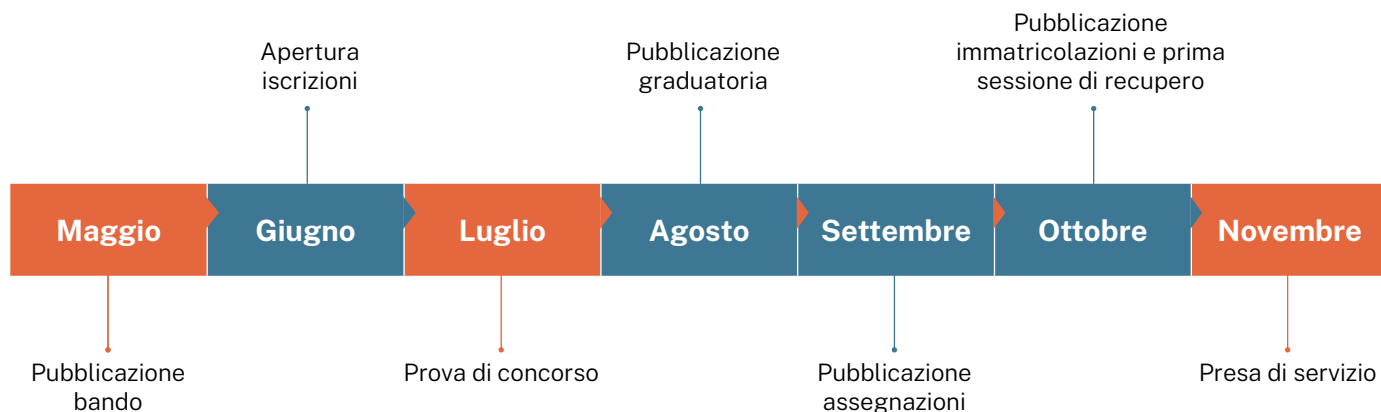 Apertura
iscrizioni
Pubblicazione
graduatoria
Pubblicazione
immatricolazioni e prima
sessione di recupero
Maggio
Giugno
Luglio
Agosto
Settembre
Ottobre
Novembre
Pubblicazione
bando
Prova di concorso
Pubblicazione
assegnazioni
Presa di servizio